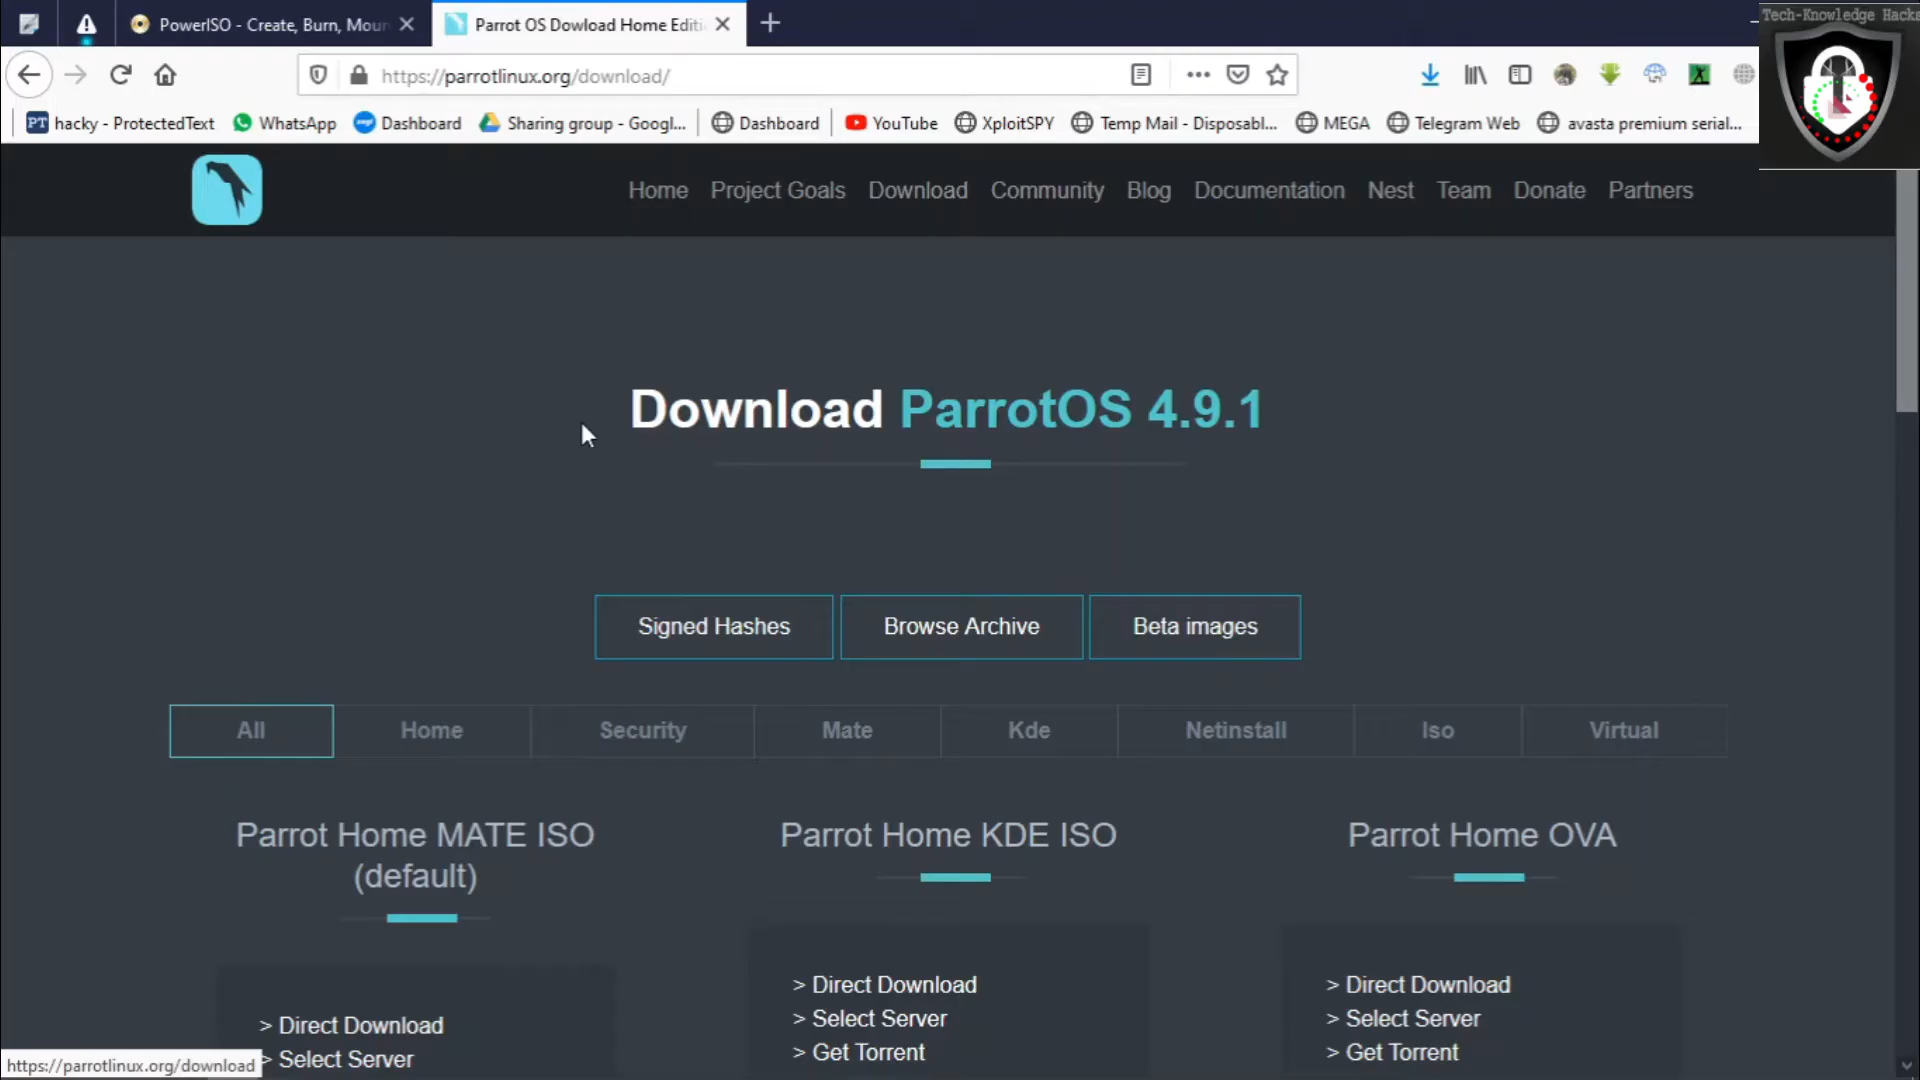 PowerISO - Create, Burn, Moun
Parrot OS Dowload Home Editi
Tech-Knowledge Hacks
https://parrotlinux.org/download/
PT hacky - ProtectedText
WhatsApp
Dashboard
Sharing group - Googl...
Dashboard
YouTube
XploitSPY
Temp Mail - Disposabl...
MEGA
Telegram Web
avasta premium serial...
Home Project Goals Download Community Blog Documentation Nest Team Donate Partners
Download ParrotOS 4.9.1
Signed Hashes
Browse Archive
Beta images
All Home Security Mate Kde Netinstall Iso Virtual
Parrot Home MATE ISO
(default)
> Direct Download
> Select Server
Parrot Home KDE ISO
> Direct Download
> Select Server
> Get Torrent
Parrot Home OVA
> Direct Download
> Select Server
> Get Torrent
https://parrotlinux.org/download